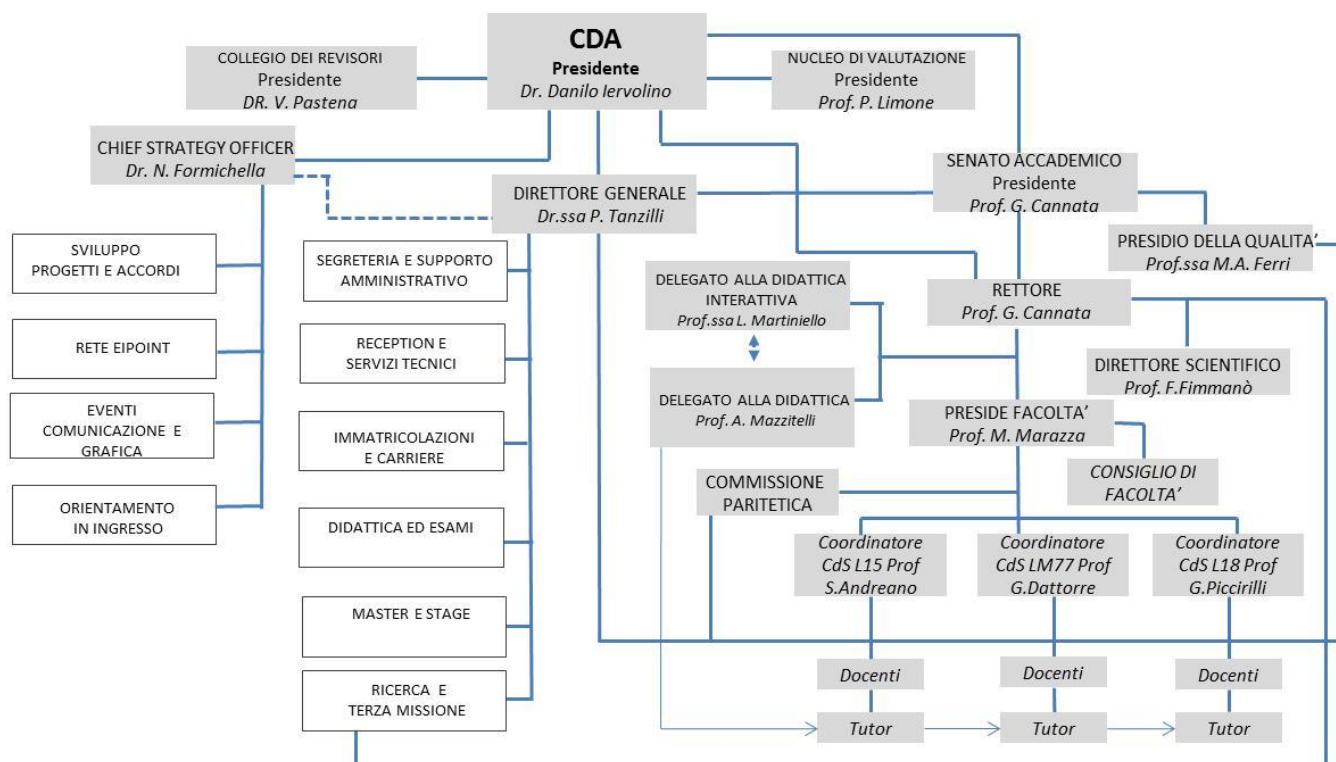 CDA
Presidente
Dr. Danilo Iervolino
COLLEGIO DEI REVISORI
Presidente
DR. V. Pastena
NUCLEO DI VALUTAZIONE
Presidente
Prof. P. Limone
CHIEF STRATEGY OFFICER
Dr. N. Formichella
SENATO ACCADEMICO
Presidente
Prof. G. Cannata
DIRETTORE GENERALE
Dr.ssa P. Tanzilli
PRESIDIO DELLA QUALITA’
Prof.ssa M.A. Ferri
SVILUPPO
PROGETTI E ACCORDI
RETE EIPOINT
EVENTI
COMUNICAZIONE E
GRAFICA
ORIENTAMENTO
IN INGRESSO
SEGRETERIA E SUPPORTO
AMMINISTRATIVO
RECEPTION E
SERVIZI TECNICI
IMMATRICOLAZIONI
E CARRIERE
DIDATTICA ED ESAMI
MASTER E STAGE
RICERCA E
TERZA MISSIONE
DELEGATO ALLA DIDATTICA
INTERATTIVA
Prof.ssa L. Martiniello
DELEGATO ALLA DIDATTICA
Prof. A. Mazzitelli
RETTORE
Prof. G. Cannata
DIRETTORE SCIENTIFICO
Prof. F.Fimmanò
PRESIDE FACOLTA’
Prof. M. Marazza
CONSIGLIO DI
FACOLTA’
COMMISSIONE
PARITETICA
Coordinatore
CdS L15 Prof
S.Andreano
Coordinatore
CdS LM77 Prof
G.Dattorre
Coordinatore
CdS L18 Prof
G.Piccirilli
Docenti
Docenti
Docenti
Tutor
Tutor
Tutor